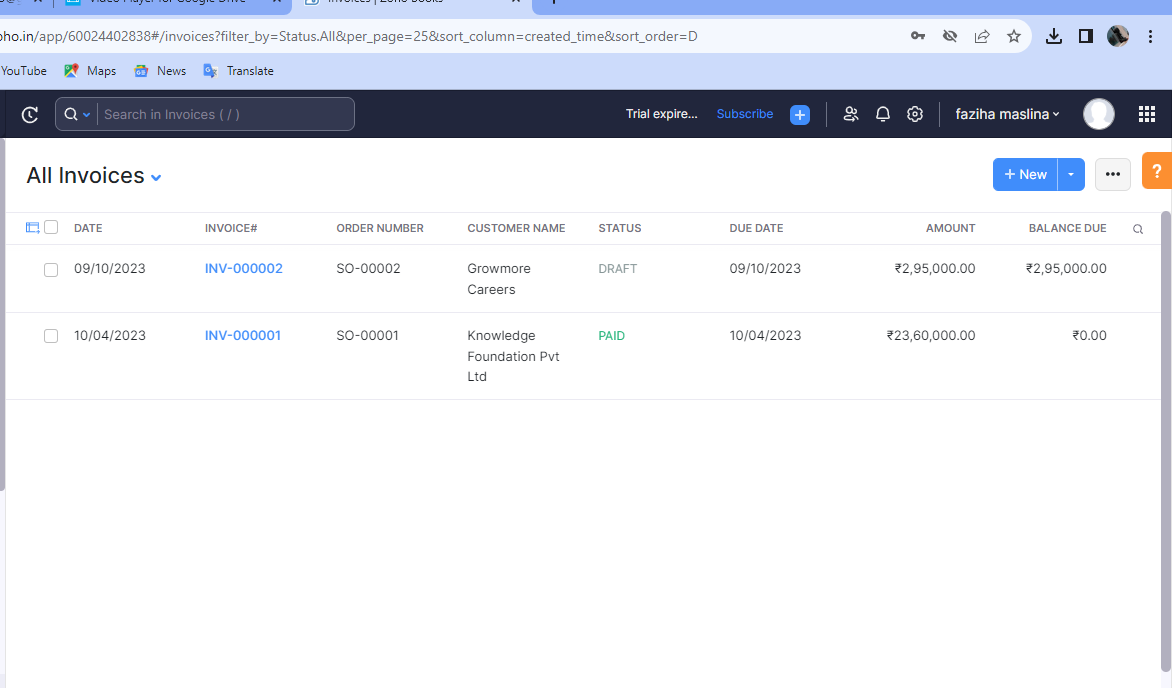 Video Player for Google Drive
Invoices | Zoho Books
oho.in/app/60024402838#/invoices?filter_by=Status.All&per_page=25&sort_column=created_time&sort_order=D
YouTube Maps News Translate
Search in Invoices ( / ) Trial expire... Subscribe faziha maslina
All Invoices + New ?
DATE INVOICE# ORDER NUMBER CUSTOMER NAME STATUS DUE DATE AMOUNT BALANCE DUE
09/10/2023 INV-000002 SO-00002 Growmore DRAFT 09/10/2023 ₹2,95,000.00 ₹2,95,000.00
Careers
10/04/2023 INV-000001 SO-00001 Knowledge PAID 10/04/2023 ₹23,60,000.00 ₹0.00
Foundation Pvt
Ltd